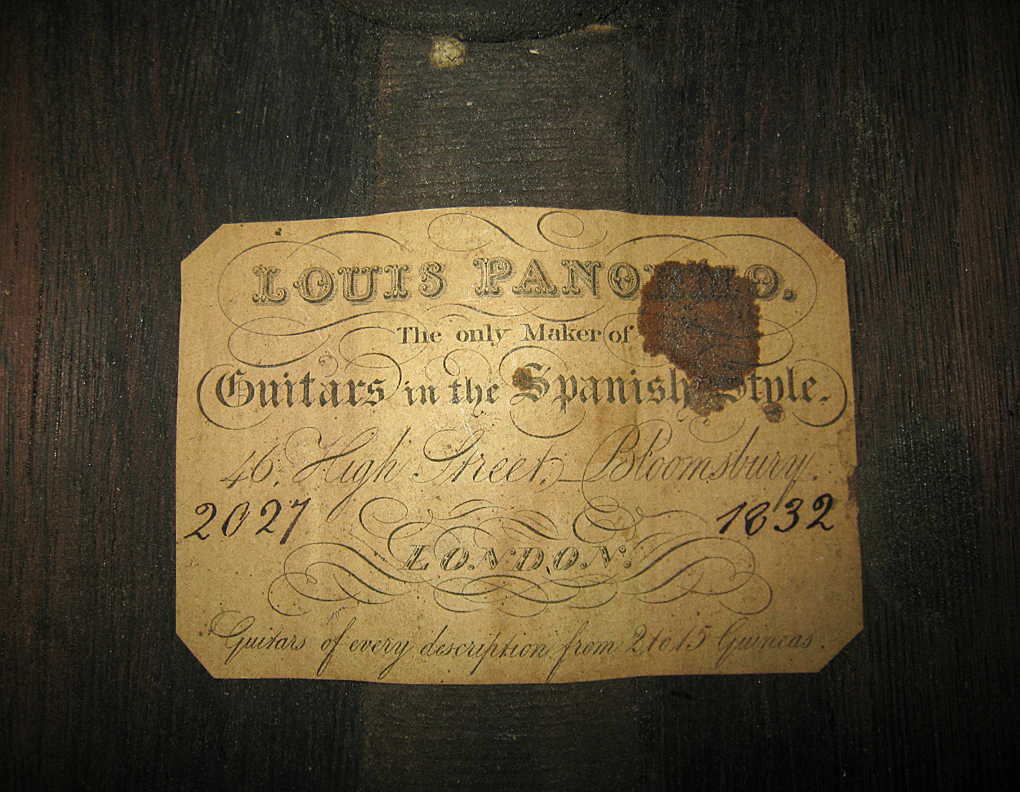 LOUIS PANORMO.
The only Maker of
Guitars in the Spanish Style.
46, High Street, Bloomsbury.
2027 1832
LONDON.
Guitars of every description from 2 to 15 Guineas.